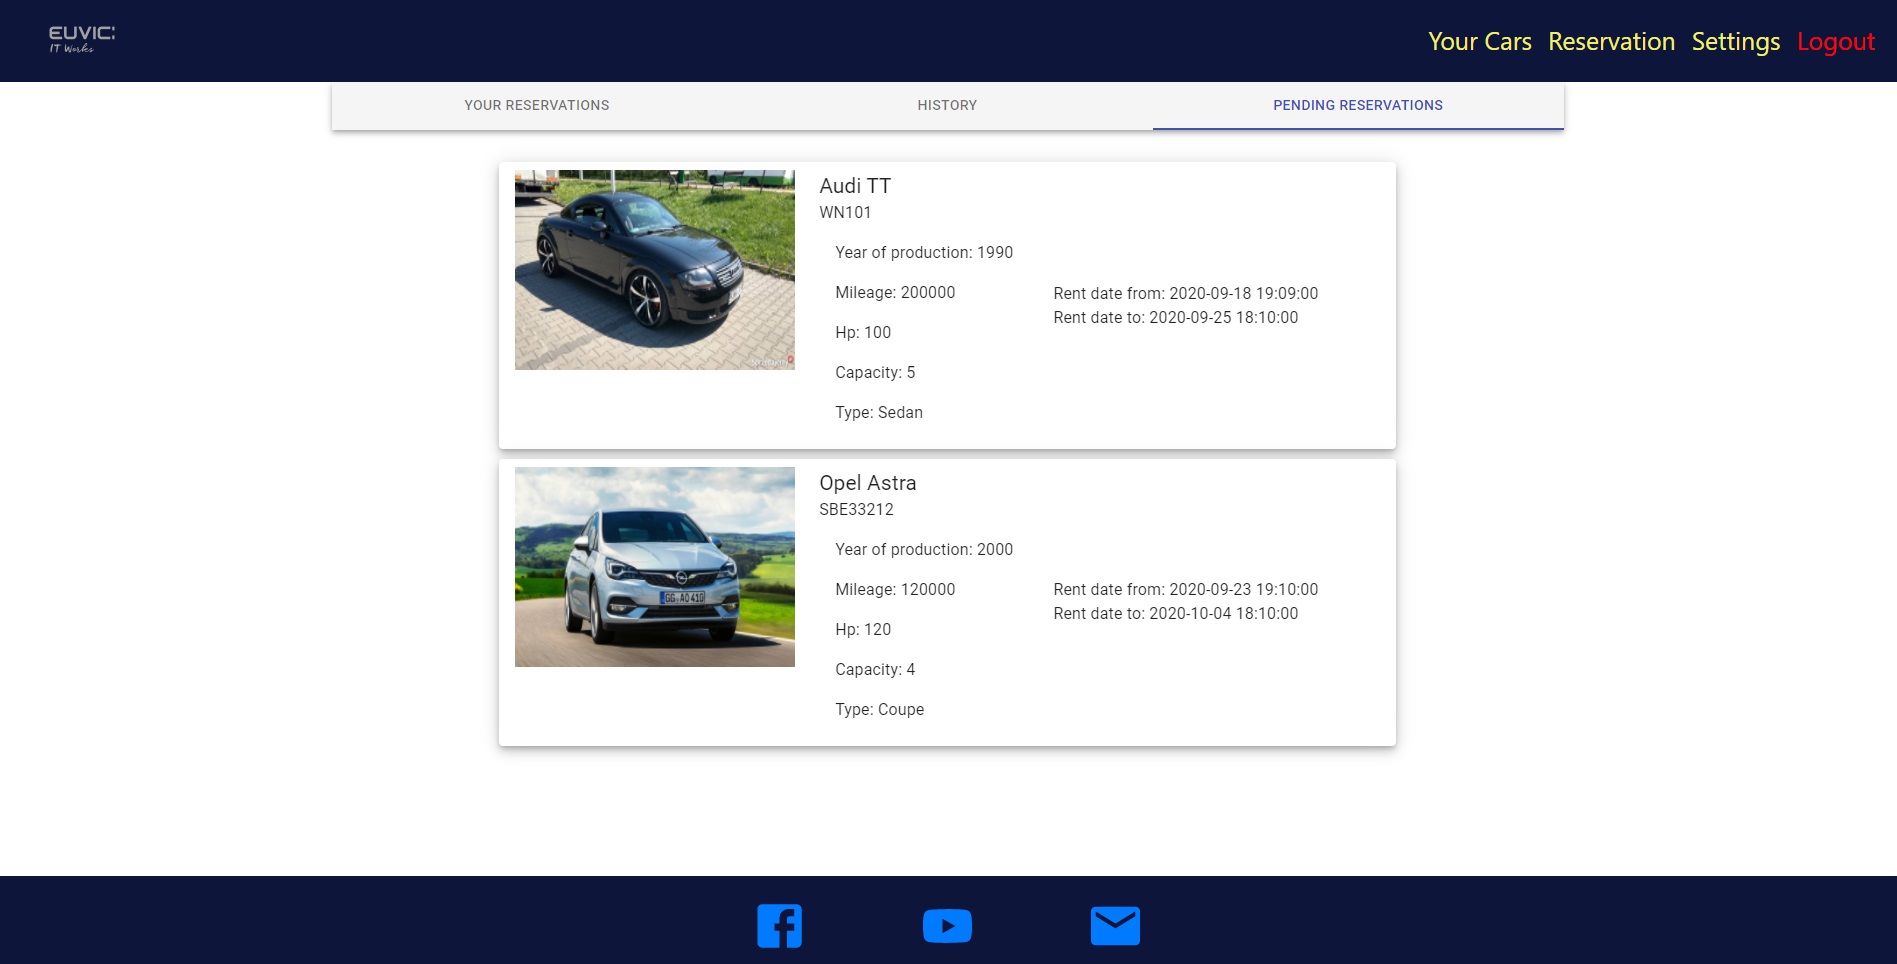 EUVIC
IT Works
Your Cars Reservation Settings Logout
YOUR RESERVATIONS HISTORY PENDING RESERVATIONS
Audi TT
WN101
Year of production: 1990
Mileage: 200000
Hp: 100
Capacity: 5
Type: Sedan
Rent date from: 2020-09-18 19:09:00
Rent date to: 2020-09-25 18:10:00
Opel Astra
SBE33212
Year of production: 2000
Mileage: 120000
Hp: 120
Capacity: 4
Type: Coupe
Rent date from: 2020-09-23 19:10:00
Rent date to: 2020-10-04 18:10:00
GG AO 410